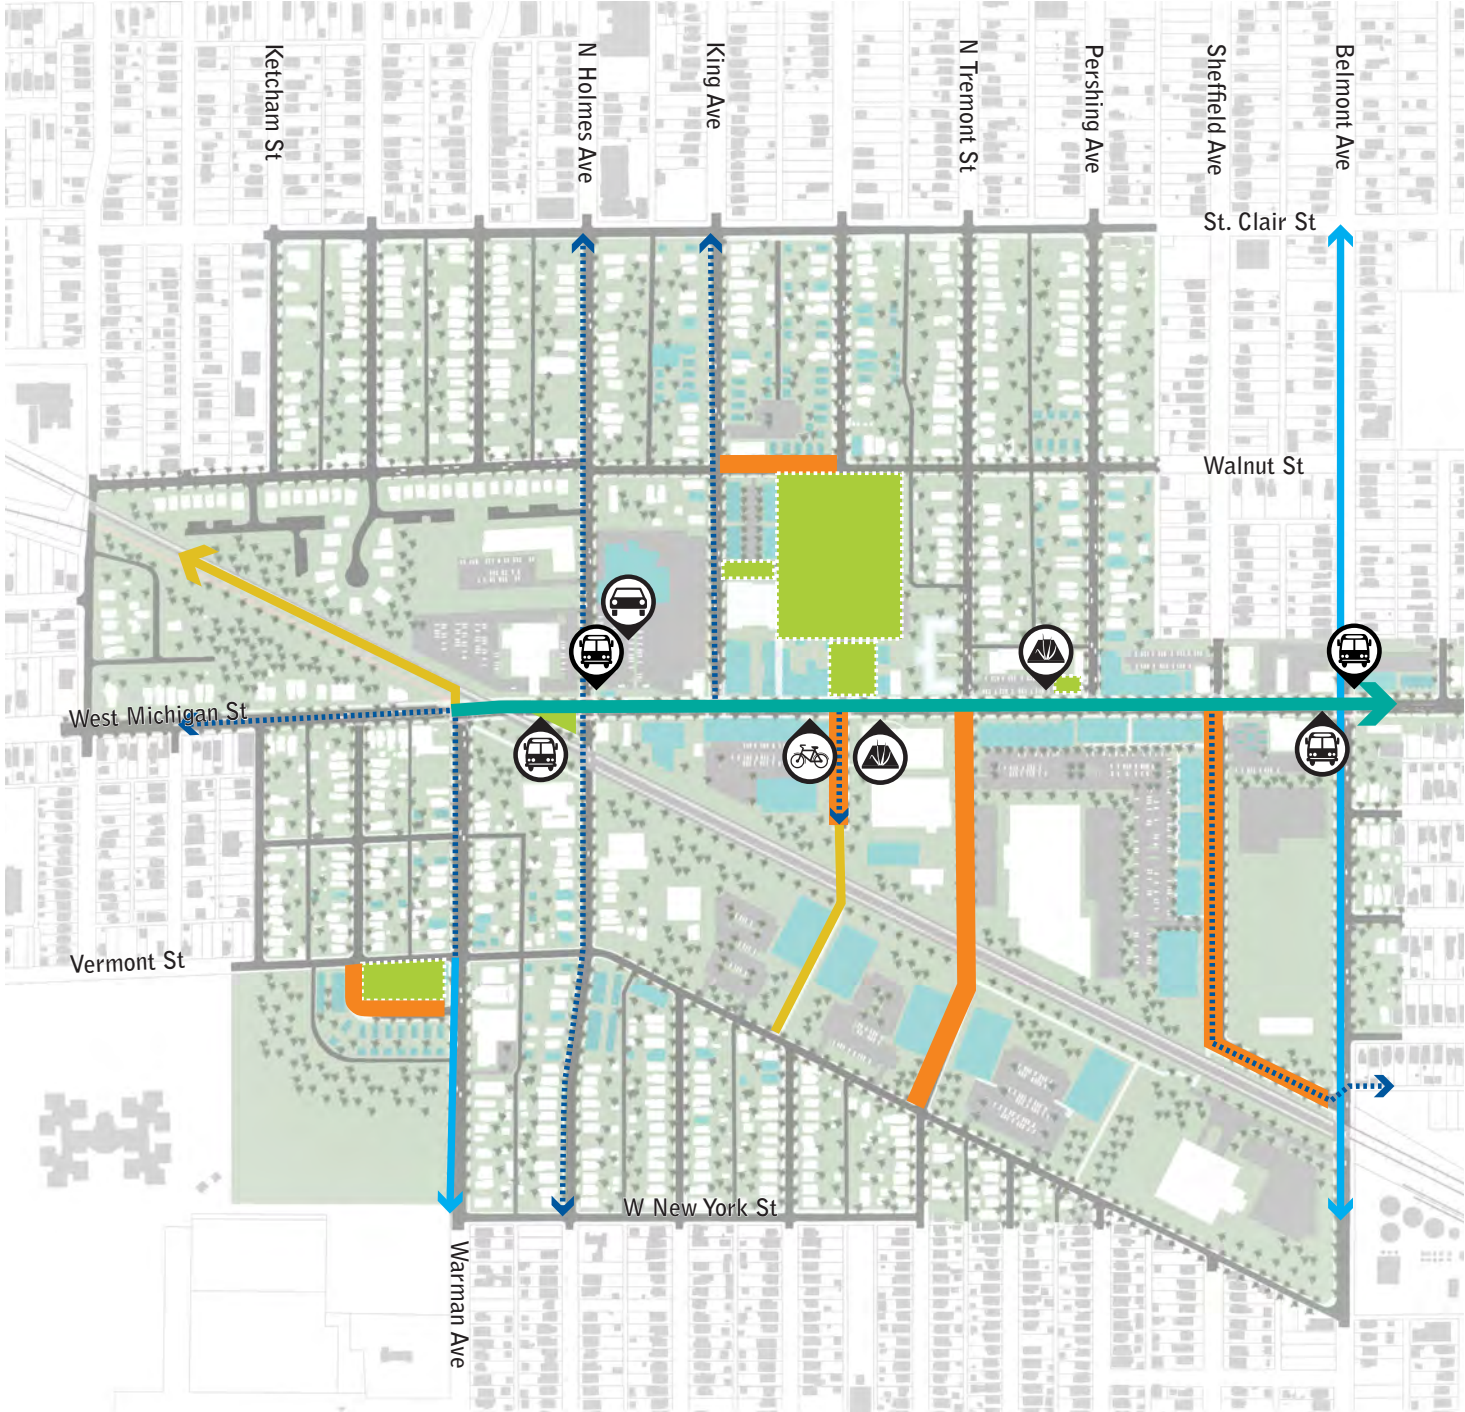 Ketcham St
N Holmes Ave
King Ave
N Tremont St
Pershing Ave
Sheffield Ave
Belmont Ave
St. Clair St
Walnut St
West Michigan St
Vermont St
W New York St
Warman Ave